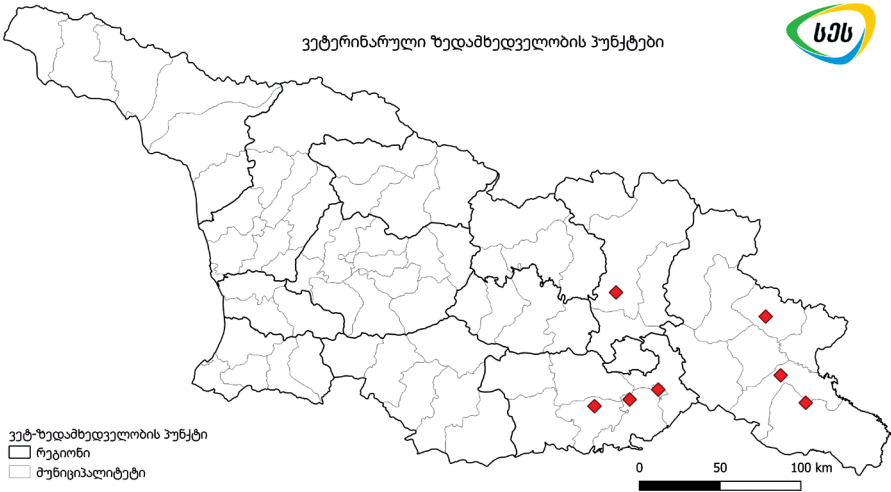 ვეტერინარული ზედამხედველობის პუნქტები
სეს
ვეტ-ზედამხედველობის პუნქტი
რეგიონი
მუნიციპალიტეტი
0 50 100 km